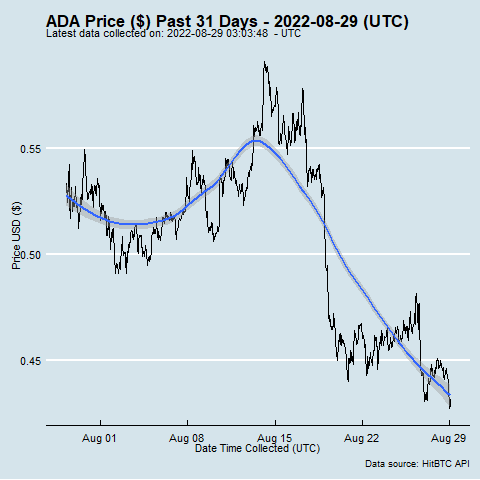 ADA Price ($) Past 31 Days - 2022-08-29 (UTC)
Latest data collected on: 2022-08-29 03:03:48 - UTC
Price USD ($)
0.55
0.50
0.45
Aug 01
Aug 08
Aug 15
Aug 22
Aug 29
Date Time Collected (UTC)
Data source: HitBTC API